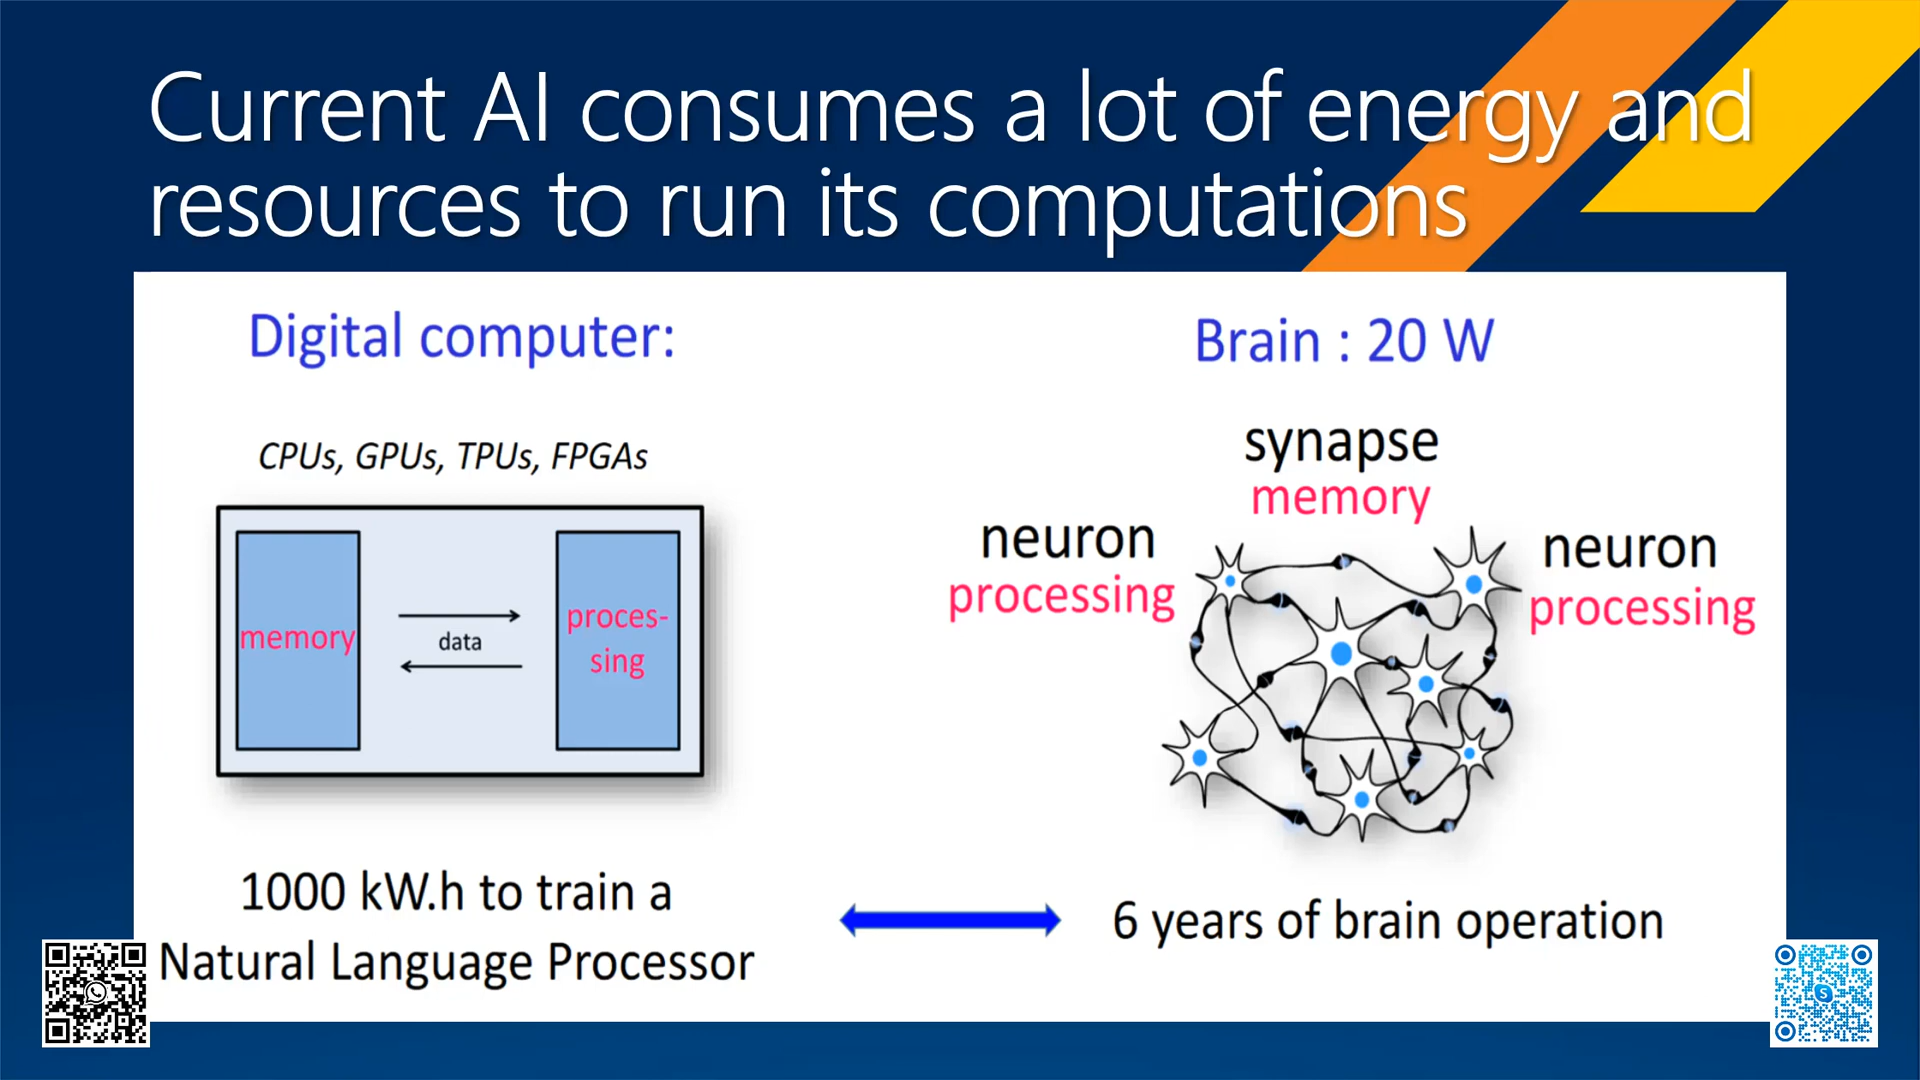 Current AI consumes a lot of energy and
resources to run its computations
Digital computer:
CPUs, GPUs, TPUs, FPGAs
memory
data
proces-
sing
1000 kW.h to train a
Natural Language Processor
Brain : 20 W
synapse
memory
neuron
processing
neuron
processing
6 years of brain operation
S